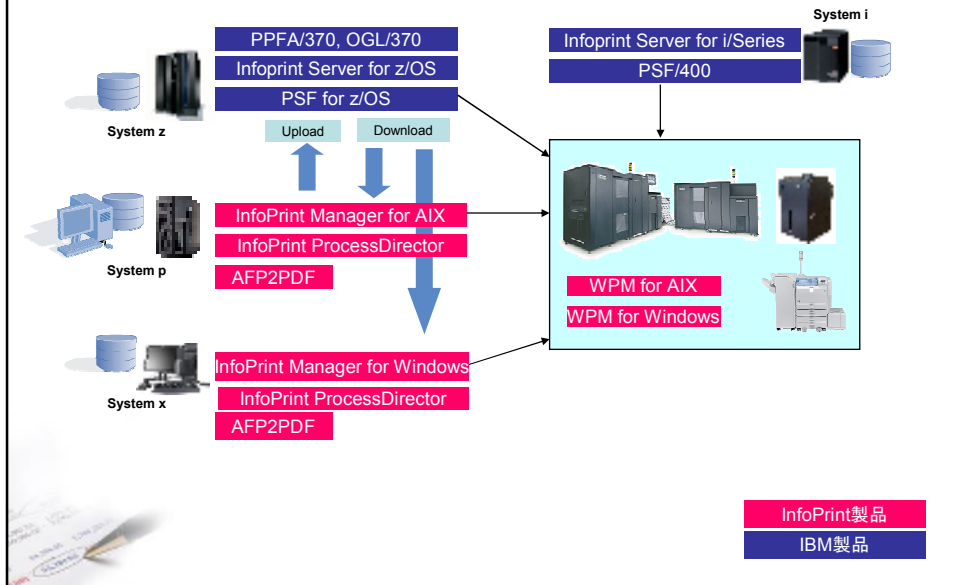 System i
PPFA/370, OGL/370
Infoprint Server for z/OS
PSF for z/OS
System z
Infoprint Server for i/Series
PSF/400
Upload
Download
InfoPrint Manager for AIX
InfoPrint ProcessDirector
AFP2PDF
System p
WPM for AIX
WPM for Windows
InfoPrint Manager for Windows
InfoPrint ProcessDirector
AFP2PDF
System x
InfoPrint製品
IBM製品